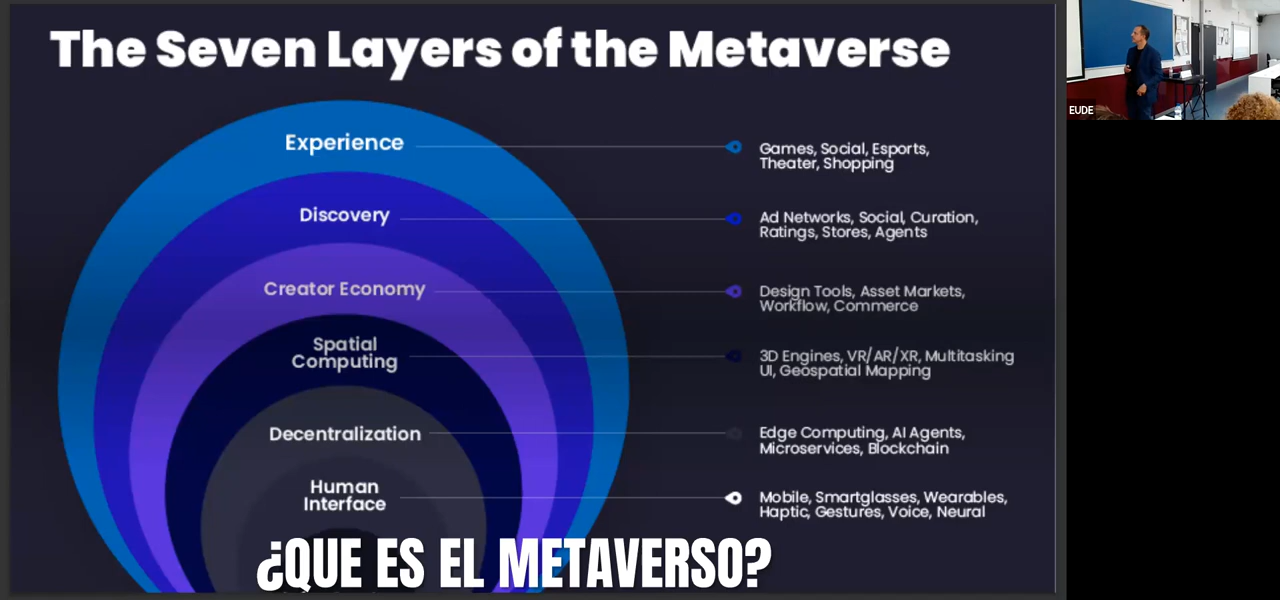 The Seven Layers of the Metaverse
EUDE
Experience
Games, Social, Esports,
Theater, Shopping
Discovery
Ad Networks, Social, Curation,
Ratings, Stores, Agents
Creator Economy
Design Tools, Asset Markets,
Workflow, Commerce
Spatial
Computing
3D Engines, VR/AR/XR, Multitasking
UI, Geospatial Mapping
Decentralization
Edge Computing, AI Agents,
Microservices, Blockchain
Human
Interface
Mobile, Smartglasses, Wearables,
Haptic, Gestures, Voice, Neural
¿QUE ES EL METAVERSO?